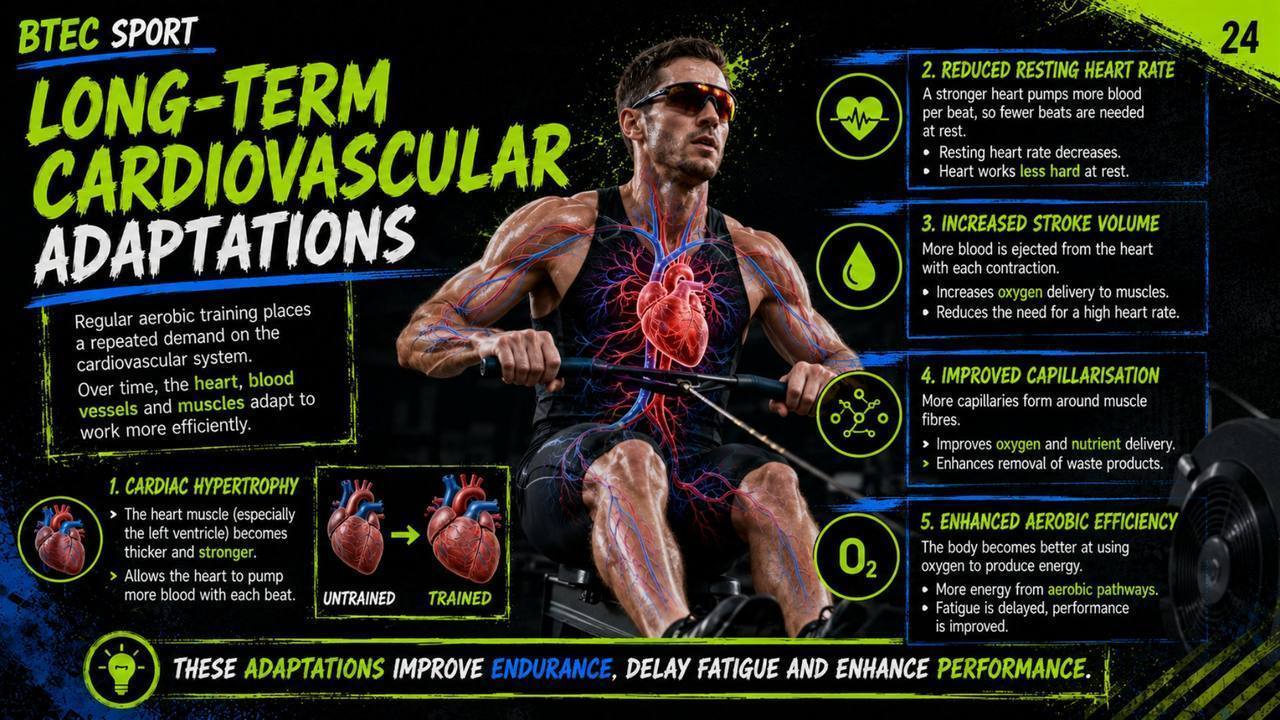 BTEC SPORT
LONG-TERM
CARDIOVASCULAR
ADAPTATIONS
Regular aerobic training places
a repeated demand on the
cardiovascular system.
Over time, the heart, blood
vessels and muscles adapt to
work more efficiently.
1. CARDIAC HYPERTROPHY
The heart muscle (especially
the left ventricle) becomes
thicker and stronger.
Allows the heart to pump
more blood with each beat.
UNTRAINED
TRAINED
24
2. REDUCED RESTING HEART RATE
A stronger heart pumps more blood
per beat, so fewer beats are needed
at rest.
• Resting heart rate decreases.
• Heart works less hard at rest.
3. INCREASED STROKE VOLUME
More blood is ejected from the heart
with each contraction.
• Increases oxygen delivery to muscles.
• Reduces the need for a high heart rate.
4. IMPROVED CAPILLARISATION
More capillaries form around muscle
fibres.
Improves oxygen and nutrient delivery.
Enhances removal of waste products.
O₂
5. ENHANCED AEROBIC EFFICIENCY
The body becomes better at using
oxygen to produce energy.
• More energy from aerobic pathways.
• Fatigue is delayed, performance
is improved.
THESE ADAPTATIONS IMPROVE ENDURANCE, DELAY FATIGUE AND ENHANCE PERFORMANCE.